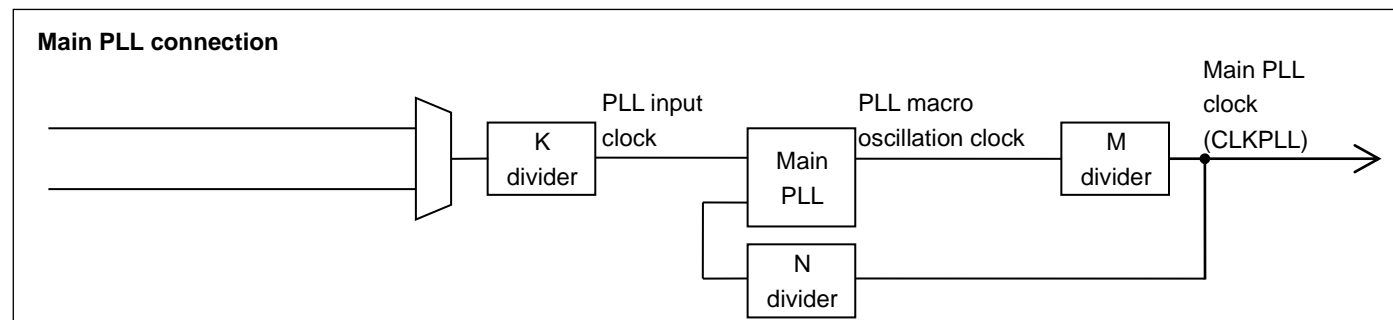 Main PLL connection
K
divider
PLL input
clock
Main
PLL
PLL macro
oscillation clock
M
divider
Main PLL
clock
(CLKPLL)
N
divider